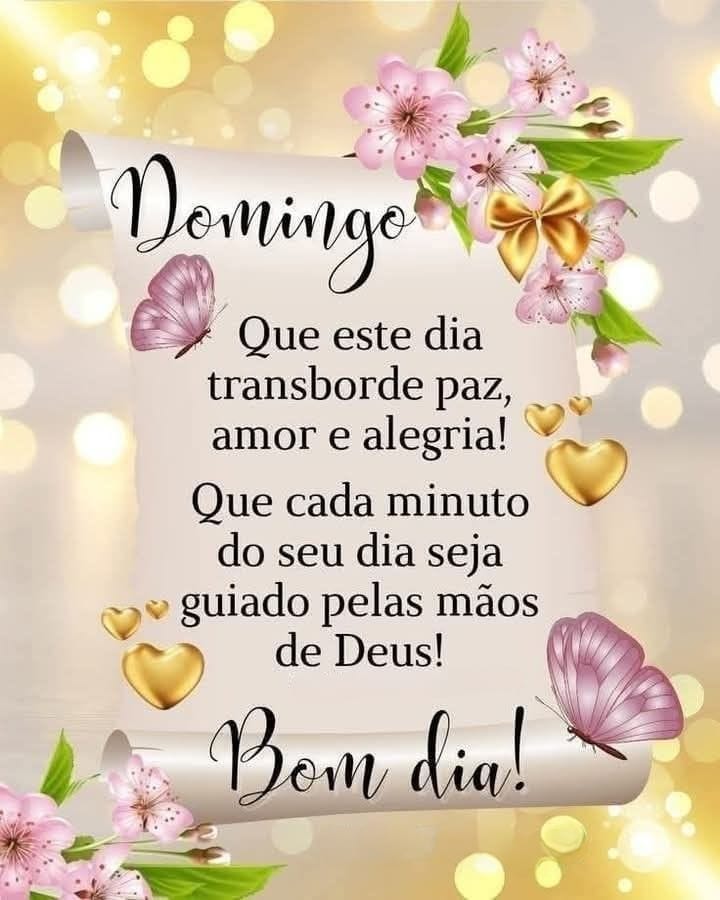 Domingo
Que este dia
transborde paz,
amor e alegria!
Que cada minuto
do seu dia seja
guiado pelas mãos
de Deus!
Bom dia!